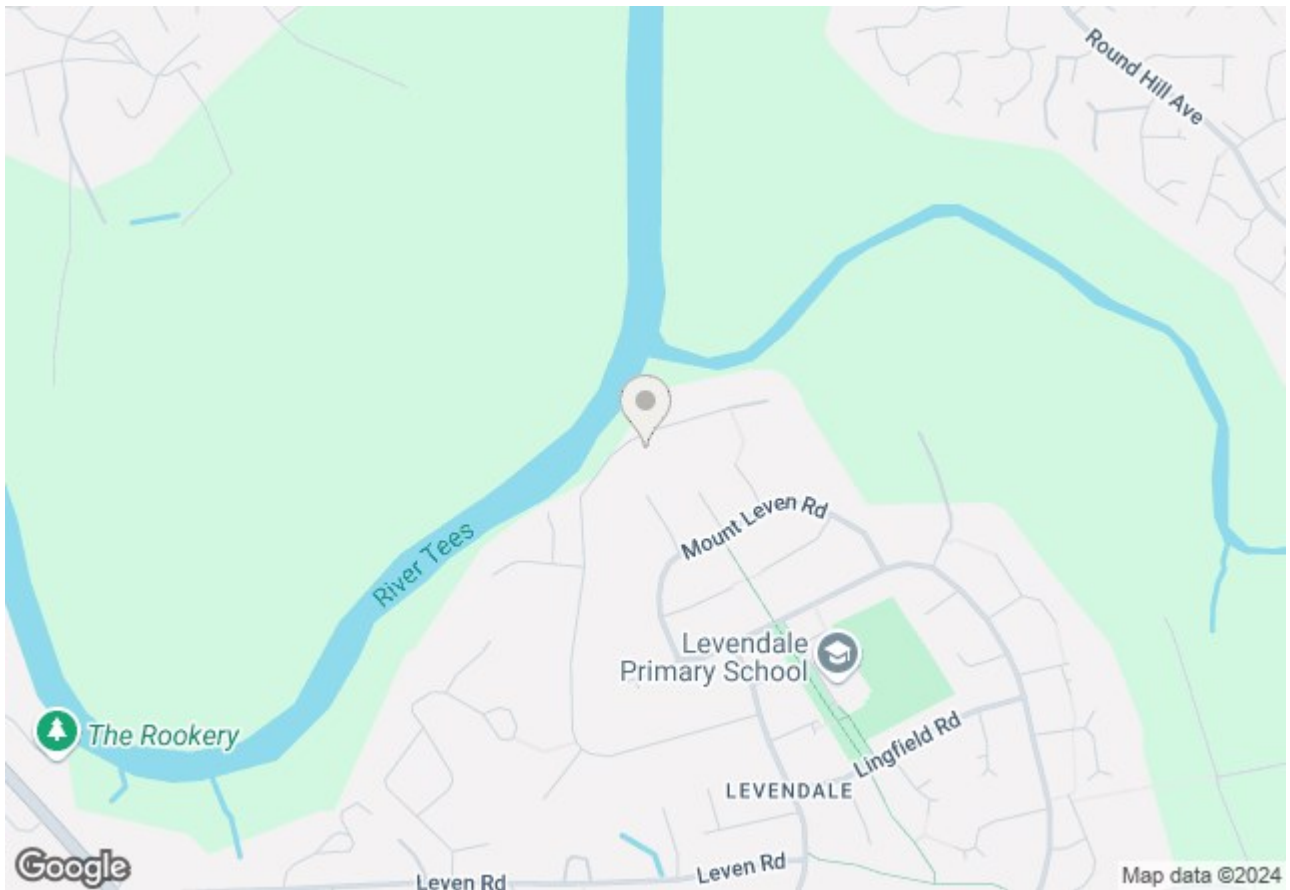 Round Hill Ave
Mount Leven Rd
River Tees
Levendale
Primary School
The Rookery
Lingfield Rd
LEVENDALE
Leven Rd
Leven Rd
Google
Map data ©2024